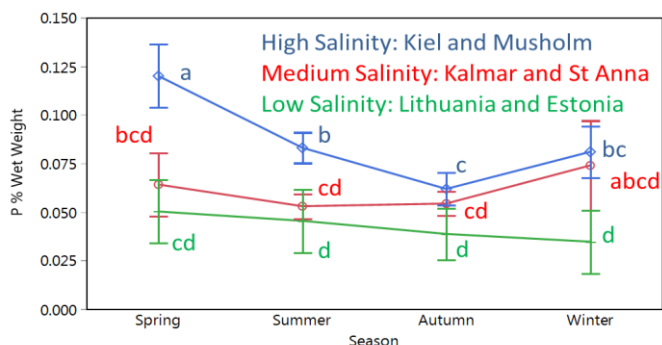 0.150
High Salinity: Kiel and Musholm
0.125
a
Medium Salinity: Kalmar and St Anna
Low Salinity: Lithuania and Estonia
0.100
b
bcd
c
bc
0.075
cd
abcd
0.050
cd
cd
d
d
d
0.025
0.000
Spring
Summer
Autumn
Winter
Season
P % Wet Weight